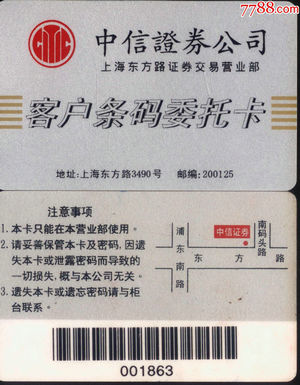 7788.com
CITIC
中信證券公司
上海东方路证券交易营业部
客户条码委托卡
地址:上海东方路3490号 邮编:200125
注意事项
1.本卡只能在本营业部使用。
2.请妥善保管本卡及密码,因遗
失本卡或泄露密码而导致的
一切损失,概与本公司无关。
3.遗失本卡或遗忘密码请与柜
台联系。
浦东南路
中信证券
南码头路
东方路
001863